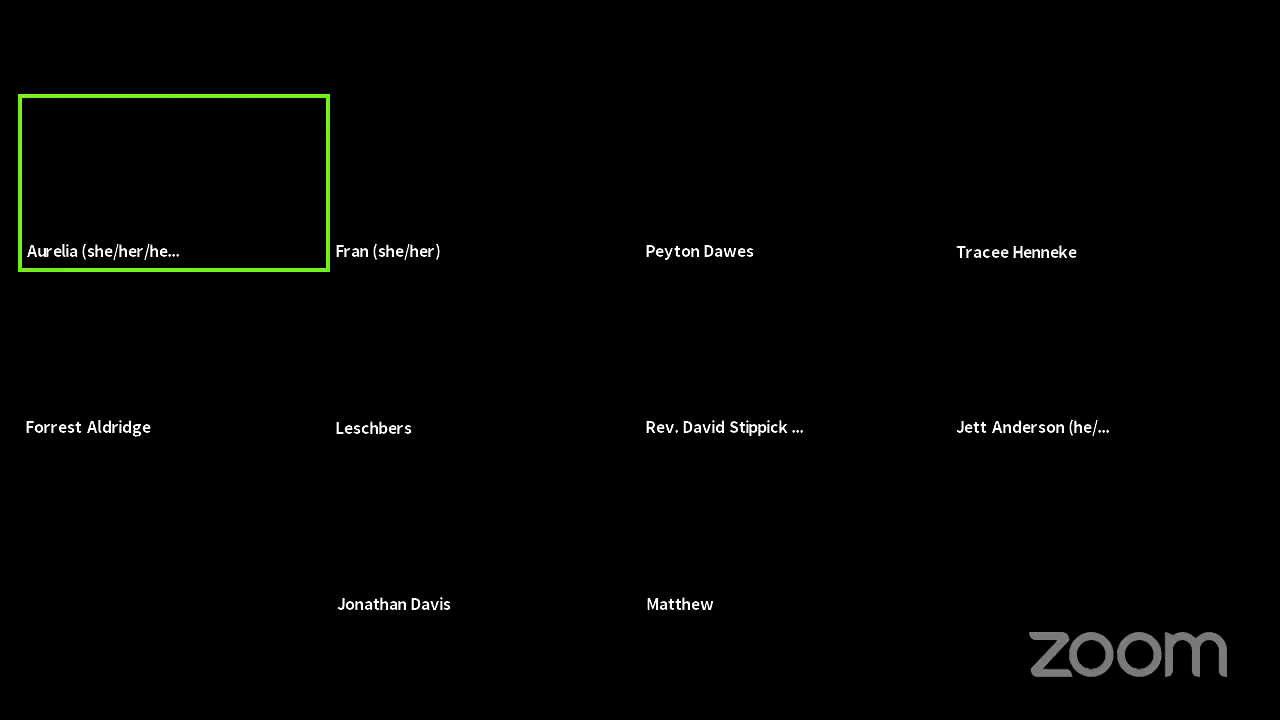 Aurelia (she/her/he...
Fran (she/her)
Peyton Dawes
Tracee Henneke
Forrest Aldridge
Leschbers
Rev. David Stippick ...
Jett Anderson (he/...
Jonathan Davis
Matthew
zoom